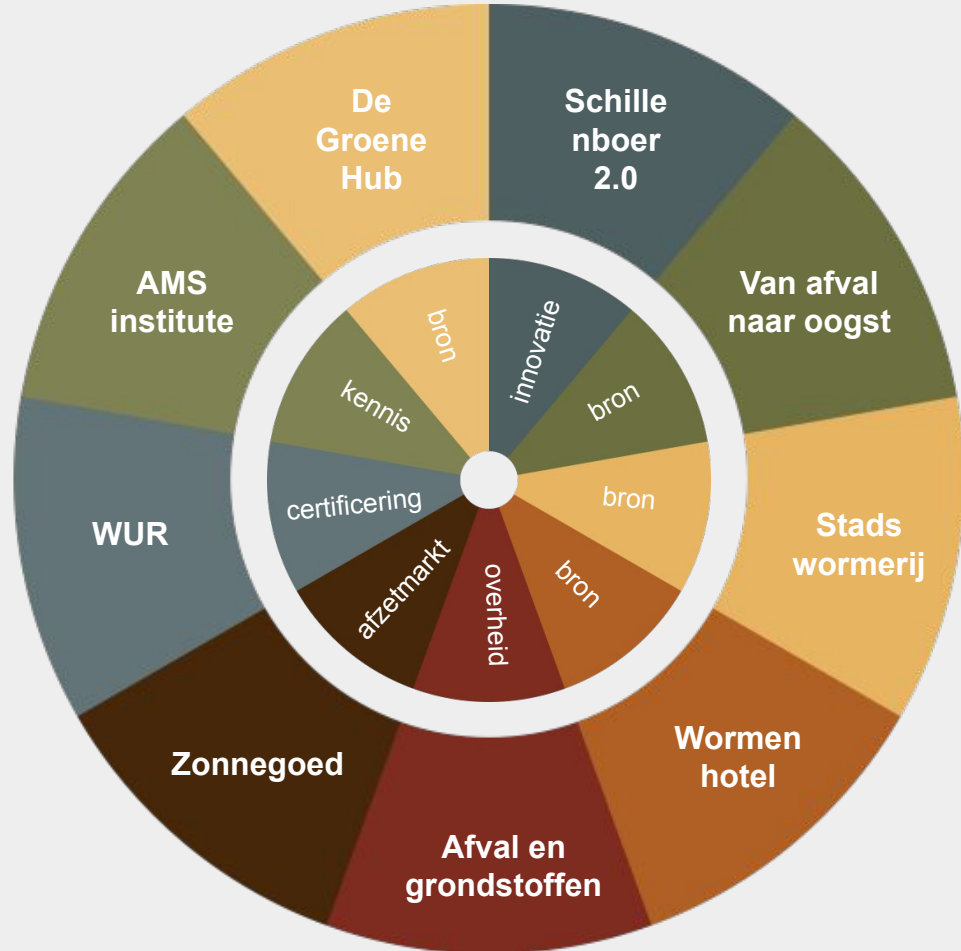 De
Groene
Hub
Schille
nboer
2.0
AMS
institute
Van afval
naar oogst
bron
innovatie
kennis
bron
certificering
bron
WUR
Stads
wormerij
afzetmarkt
overheid
bron
Zonnegoed
Wormen
hotel
Afval en
grondstoffen